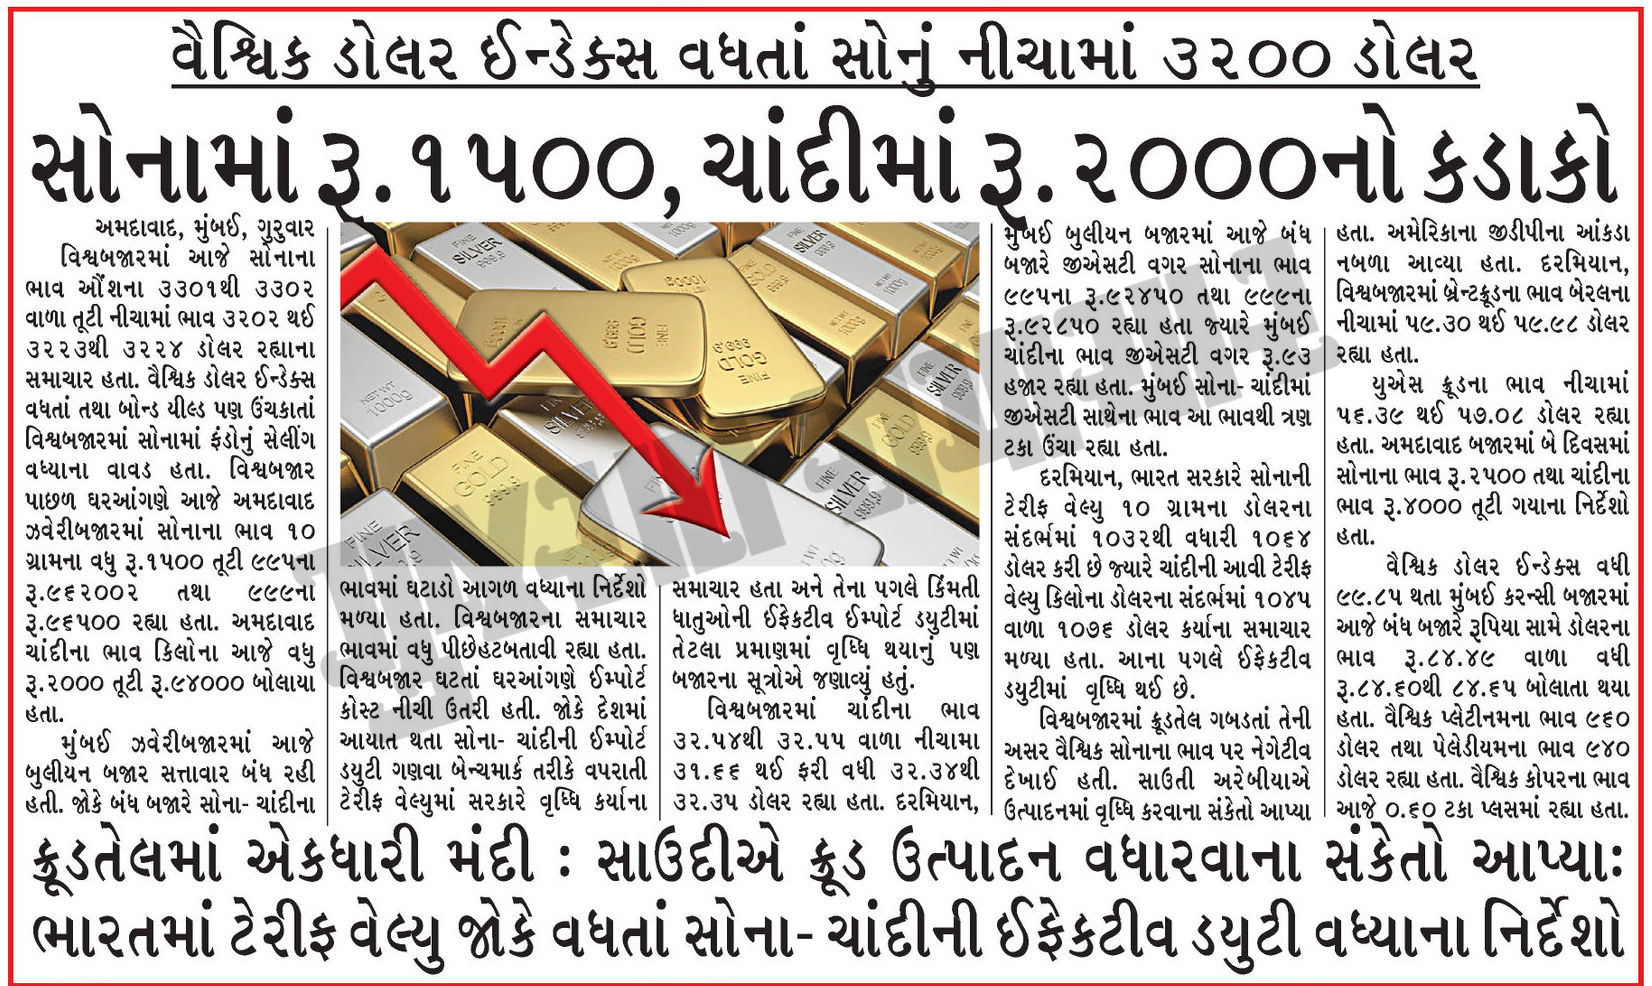 વૈશ્વિક ડોલર ઈન્ડેક્સ વધતાં સોનું નીચામાં ૩૨૦૦ ડોલર
સોનામાં રૂ.૧૫૦૦, ચાંદીમાં રૂ.૨૦૦૦નો કડાકો
અમદાવાદ, મુંબઈ, ગુરુવાર
વિશ્વબજારમાં આજે સોનાના
ભાવ ઔંશના ૩૩૦૧થી ૩૩૦૨
વાળા તૂટી નીચામાં ભાવ ૩૨૦૨ થઈ
૩૨૨૩થી ૩૨૨૪ ડોલર રહ્યાના
સમાચાર હતા. વૈશ્વિક ડોલર ઈન્ડેક્સ
વધતાં તથા બોન્ડ યીલ્ડ પણ ઉંચકાતાં
વિશ્વબજારમાં સોનામાં ફંડોનું સેલીંગ
વધ્યાના વાવડ હતા. વિશ્વબજાર
પાછળ ઘરઆંગણે આજે અમદાવાદ
ઝવેરીબજારમાં સોનાના ભાવ ૧૦
ગ્રામના વધુ રૂ.૧૫૦૦ તૂટી ૯૯૫ના
રૂ.૯૬૨૦૦૨ તથા ૯૯૯ના
રૂ.૯૬૫૦૦ રહ્યા હતા. અમદાવાદ
ચાંદીના ભાવ કિલોના આજે વધુ
રૂ.૨૦૦૦ તૂટી રૂ.૯૪૦૦૦ બોલાયા
હતા.
મુંબઈ ઝવેરીબજારમાં આજે
બુલીયન બજાર સત્તાવાર બંધ રહી
હતી. જોકે બંધ બજારે સોના- ચાંદીના
FINE
SILVER
999.9
1000g
NET WT
FINE
GOLD
999.9
ભાવમાં ઘટાડો આગળ વધ્યાના નિર્દેશો
મળ્યા હતા. વિશ્વબજારના સમાચાર
ભાવમાં વધુ પીછેહટબતાવી રહ્યા હતા.
વિશ્વબજાર ઘટતાં ઘરઆંગણે ઈમ્પોર્ટ
કોસ્ટ નીચી ઉતરી હતી. જોકે દેશમાં
આયાત થતા સોના- ચાંદીની ઈમ્પોર્ટ
ડયુટી ગણવા બેન્ચમાર્ક તરીકે વપરાતી
ટેરીફ વેલ્યુમાં સરકારે વૃધ્ધિ કર્યાના
સમાચાર હતા અને તેના પગલે કિંમતી
ધાતુઓની ઈફેકટીવ ઈમ્પોર્ટ ડયુટીમાં
તેટલા પ્રમાણમાં વૃધ્ધિ થયાનું પણ
બજારના સૂત્રોએ જણાવ્યું હતું.
વિશ્વબજારમાં ચાંદીના ભાવ
૩૨.૫૪થી ૩૨.૫૫ વાળા નીચામા
૩૧.૬૬ થઈ ફરી વધી ૩૨.૩૪થી
૩૨.૩૫ ડોલર રહ્યા હતા. દરમિયાન,
મુંબઈ બુલીયન બજારમાં આજે બંધ
બજારે જીએસટી વગર સોનાના ભાવ
૯૯૫ના રૂ.૯૨૪૫૦ તથા ૯૯૯ના
રૂ.૯૨૮૫૦ રહ્યા હતા જ્યારે મુંબઈ
ચાંદીના ભાવ જીએસટી વગર રૂ.૯૩
હજાર રહ્યા હતા. મુંબઈ સોના- ચાંદીમાં
જીએસટી સાથેના ભાવ આ ભાવથી ત્રણ
ટકા ઉંચા રહ્યા હતા.
દરમિયાન, ભારત સરકારે સોનાની
ટેરીફ વેલ્યુ ૧૦ ગ્રામના ડોલરના
સંદર્ભમાં ૧૦૩૨થી વધારી ૧૦૬૪
ડોલર કરી છે જ્યારે ચાંદીની આવી ટેરીફ
વેલ્યુ કિલોના ડોલરના સંદર્ભમાં ૧૦૪૫
વાળા ૧૦૭૬ ડોલર કર્યાના સમાચાર
મળ્યા હતા. આના પગલે ઈફેકટીવ
ડયુટીમાં વૃધ્ધિ થઈ છે.
વિશ્વબજારમાં ક્રૂડતેલ ગબડતાં તેની
અસર વૈશ્વિક સોનાના ભાવ પર નેગેટીવ
દેખાઈ હતી. સાઉતી અરેબીયાએ
ઉત્પાદનમાં વૃધ્ધિ કરવાના સંકેતો આપ્યા
હતા. અમેરિકાના જીડીપીના આંકડા
નબળા આવ્યા હતા. દરમિયાન,
વિશ્વબજારમાં બ્રેન્ટક્રૂડના ભાવ બેરલના
નીચામાં ૫૯.૩૦ થઈ ૫૯.૯૮ ડોલર
રહ્યા હતા.
યુએસ ક્રૂડના ભાવ નીચામાં
૫૬.૩૯ થઈ ૫૭.૦૮ ડોલર રહ્યા
હતા. અમદાવાદ બજારમાં બે દિવસમાં
સોનાના ભાવ રૂ.૨૫૦૦ તથા ચાંદીના
ભાવ રૂ.૪૦૦૦ તૂટી ગયાના નિર્દેશો
હતા.
વૈશ્વિક ડોલર ઈન્ડેક્સ વધી
૯૯.૮૫ થતા મુંબઈ કરન્સી બજારમાં
આજે બંધ બજારે રૂપિયા સામે ડોલરના
ભાવ રૂ.૮૪.૪૯ વાળા વધી
રૂ.૮૪.૬૦થી ૮૪.૬૫ બોલાતા થયા
હતા. વૈશ્વિક પ્લેટીનમના ભાવ ૯૬૦
ડોલર તથા પેલેડીયમના ભાવ ૯૪૦
ડોલર રહ્યા હતા. વૈશ્વિક કોપરના ભાવ
આજે ૦.૬૦ ટકા પ્લસમાં રહ્યા હતા.
ક્રૂડતેલમાં એકધારી મંદી : સાઉદીએ ક્રૂડ ઉત્પાદન વધારવાના સંકેતો આપ્યાઃ
ભારતમાં ટેરીફ વેલ્યુ જોકે વધતાં સોના- ચાંદીની ઈફેકટીવ ડયુટી વધ્યાના નિર્દેશો